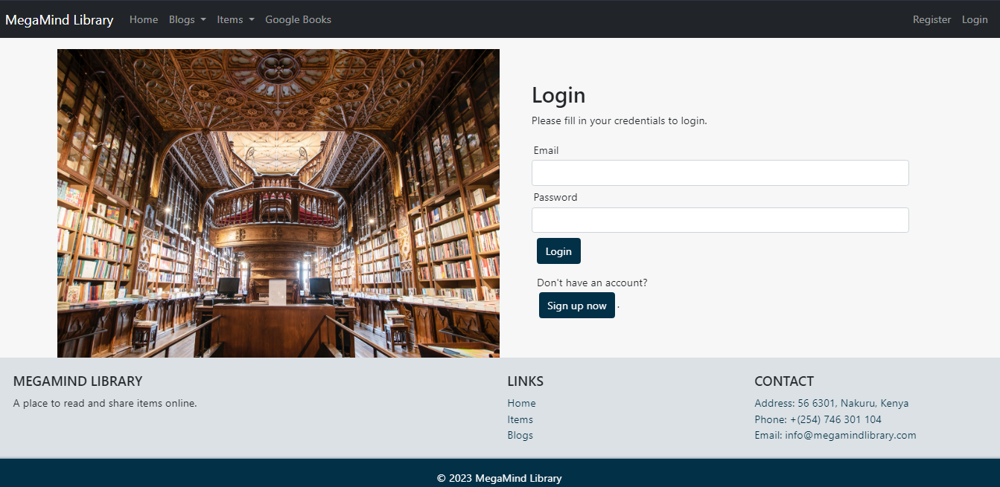 MegaMind Library Home Blogs Items Google Books Register Login
Login
Please fill in your credentials to login.
Email
Password
Login
Don't have an account?
Sign up now .
MEGAMIND LIBRARY
A place to read and share items online.
LINKS
Home
Items
Blogs
CONTACT
Address: 56 6301, Nakuru, Kenya
Phone: +(254) 746 301 104
Email: info@megamindlibrary.com
© 2023 MegaMind Library